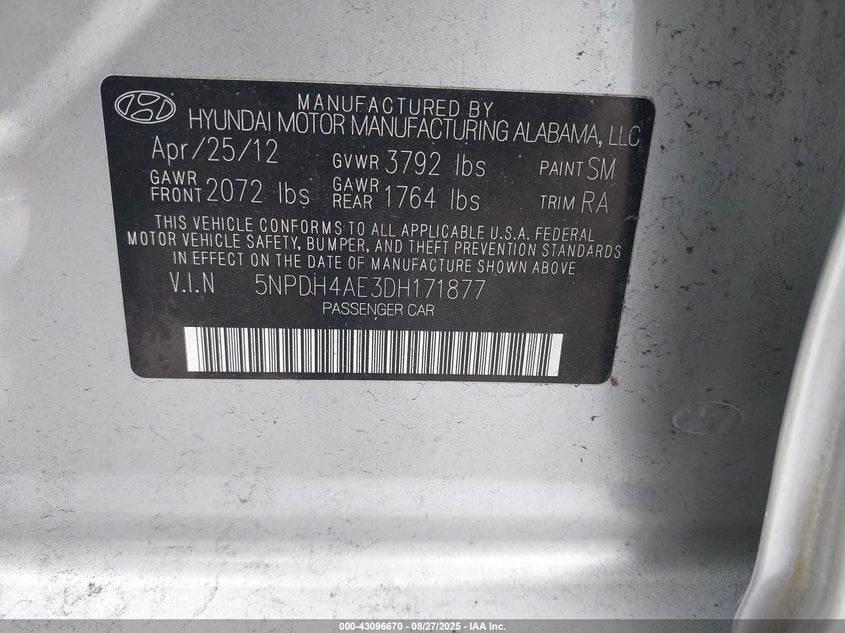 MANUFACTURED BY
HYUNDAI MOTOR MANUFACTURING ALABAMA, LLC
Apr/25/12 GVWR 3792 lbs PAINT SM
GAWR FRONT 2072 lbs GAWR REAR 1764 lbs TRIM RA
THIS VEHICLE CONFORMS TO ALL APPLICABLE U.S.A. FEDERAL
MOTOR VEHICLE SAFETY, BUMPER, AND THEFT PREVENTION STANDARDS
IN EFFECT ON THE DATE OF MANUFACTURE SHOWN ABOVE.
V.I.N 5NPDH4AE3DH171877
PASSENGER CAR
000-43096670 - 08/27/2025 - IAA Inc.